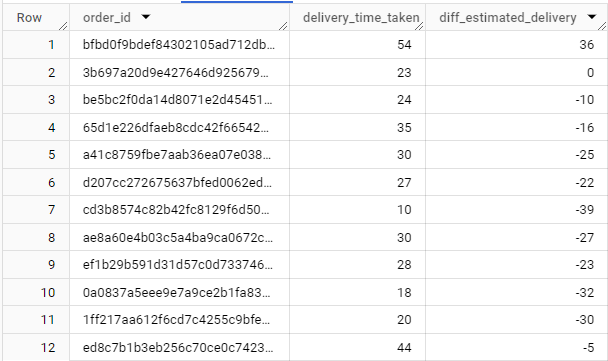 Row order_id delivery_time_taken diff_estimated_delivery
1 bfbd0f9bdef84302105ad712db... 54 36
2 3b697a20d9e427646d925679... 23 0
3 be5bc2f0da14d8071e2d45451... 24 -10
4 65d1e226dfaeb8cdc42f66542... 35 -16
5 a41c8759fbe7aab36ea07e038... 30 -25
6 d207cc272675637bfed0062ed... 27 -22
7 cd3b8574c82b42fc8129f6d50... 10 -39
8 ae8a60e4b03c5a4ba9ca0672c... 30 -27
9 ef1b29b591d31d57c0d733746... 28 -23
10 0a0837a5eee9e7a9ce2b1fa83... 18 -32
11 1ff217aa612f6cd7c4255c9bfe... 20 -30
12 ed8c7b1b3eb256c70ce0c7423... 44 -5